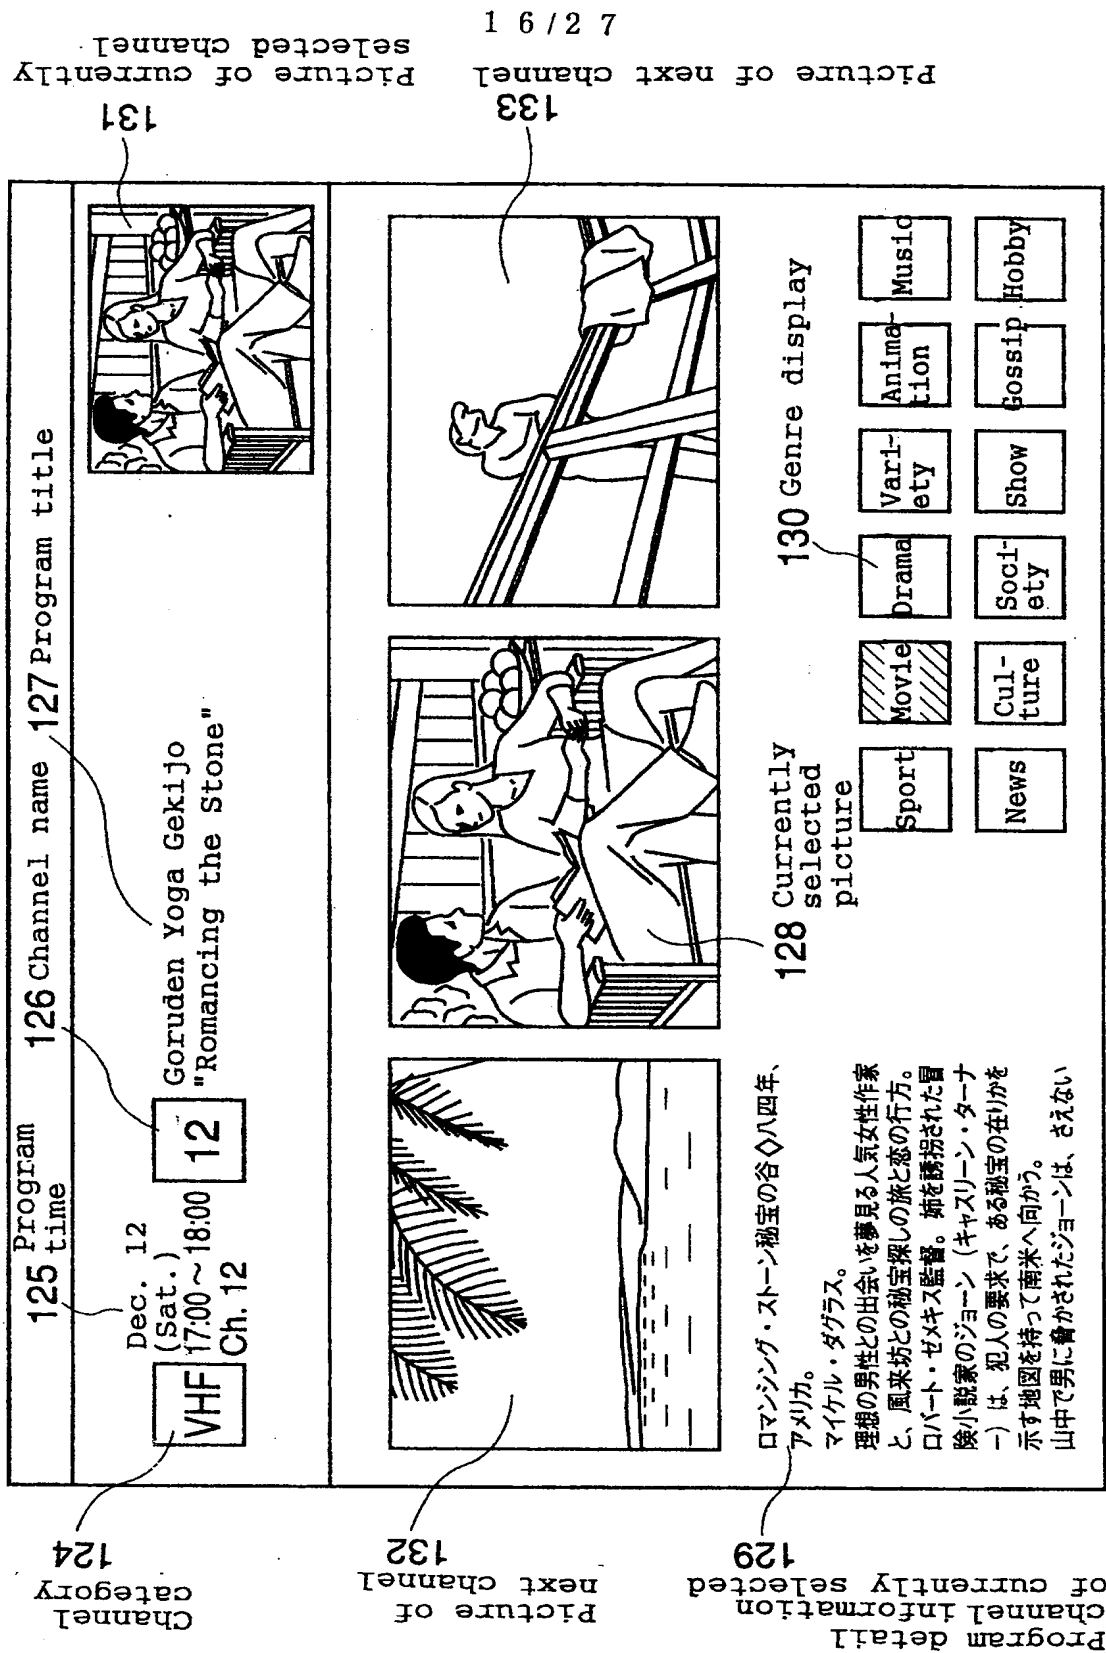 16/27
Picture of currently
selected channel
131
133
Picture of next channel
125 Program
time
126 Channel name
127 Program title
Dec. 12
(Sat.)
17:00~18:00
Ch.12
VHF
12
Goruden Yoga Gekijo
"Romancing the Stone"
124
Channel
category
132
Picture of
next channel
128 Currently
selected
picture
130 Genre display
Sport
Movie
Drama
Vari-
ety
Anima-
tion
Music
News
Cul-
ture
Soci-
ety
Show
Gossip
Hobby
129
Program detail
channel information
of currently selected
ロマンシング・ストーン秘宝の谷◇八四年、
アメリカ。
マイケル・ダグラス。
理想の男性との出会いを夢見る人気女性作家
と、風来坊との秘宝探しの旅と恋の行方。
ロバート・ゼメキス監督。姉を誘拐された冒
険小説家のジョーン(キャスリーン・ターナ
ー)は、犯人の要求で、ある秘宝の在りかを
示す地図を持って南米へ向かう。
山中で男に脅かされたジョーンは、さえない